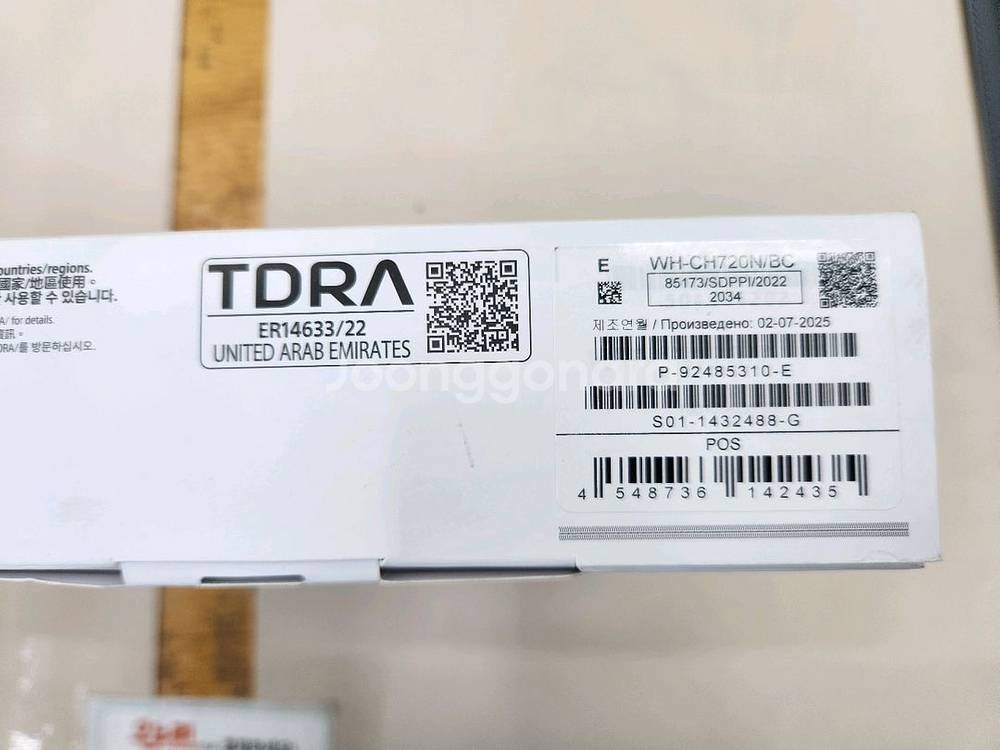 ountries/regions.
國家/地區使用。
사용할 수 있습니다.
A/ for details.
資訊。
DRA/를 방문하십시오.
TDRA
ER14633/22
UNITED ARAB EMIRATES
E
WH-CH720N/BC
85173/SDPPI/2022
2034
제조연월 / Произведено: 02-07-2025
P-92485310-E
S01-1432488-G
POS
4 548736 142435
Joonggonara